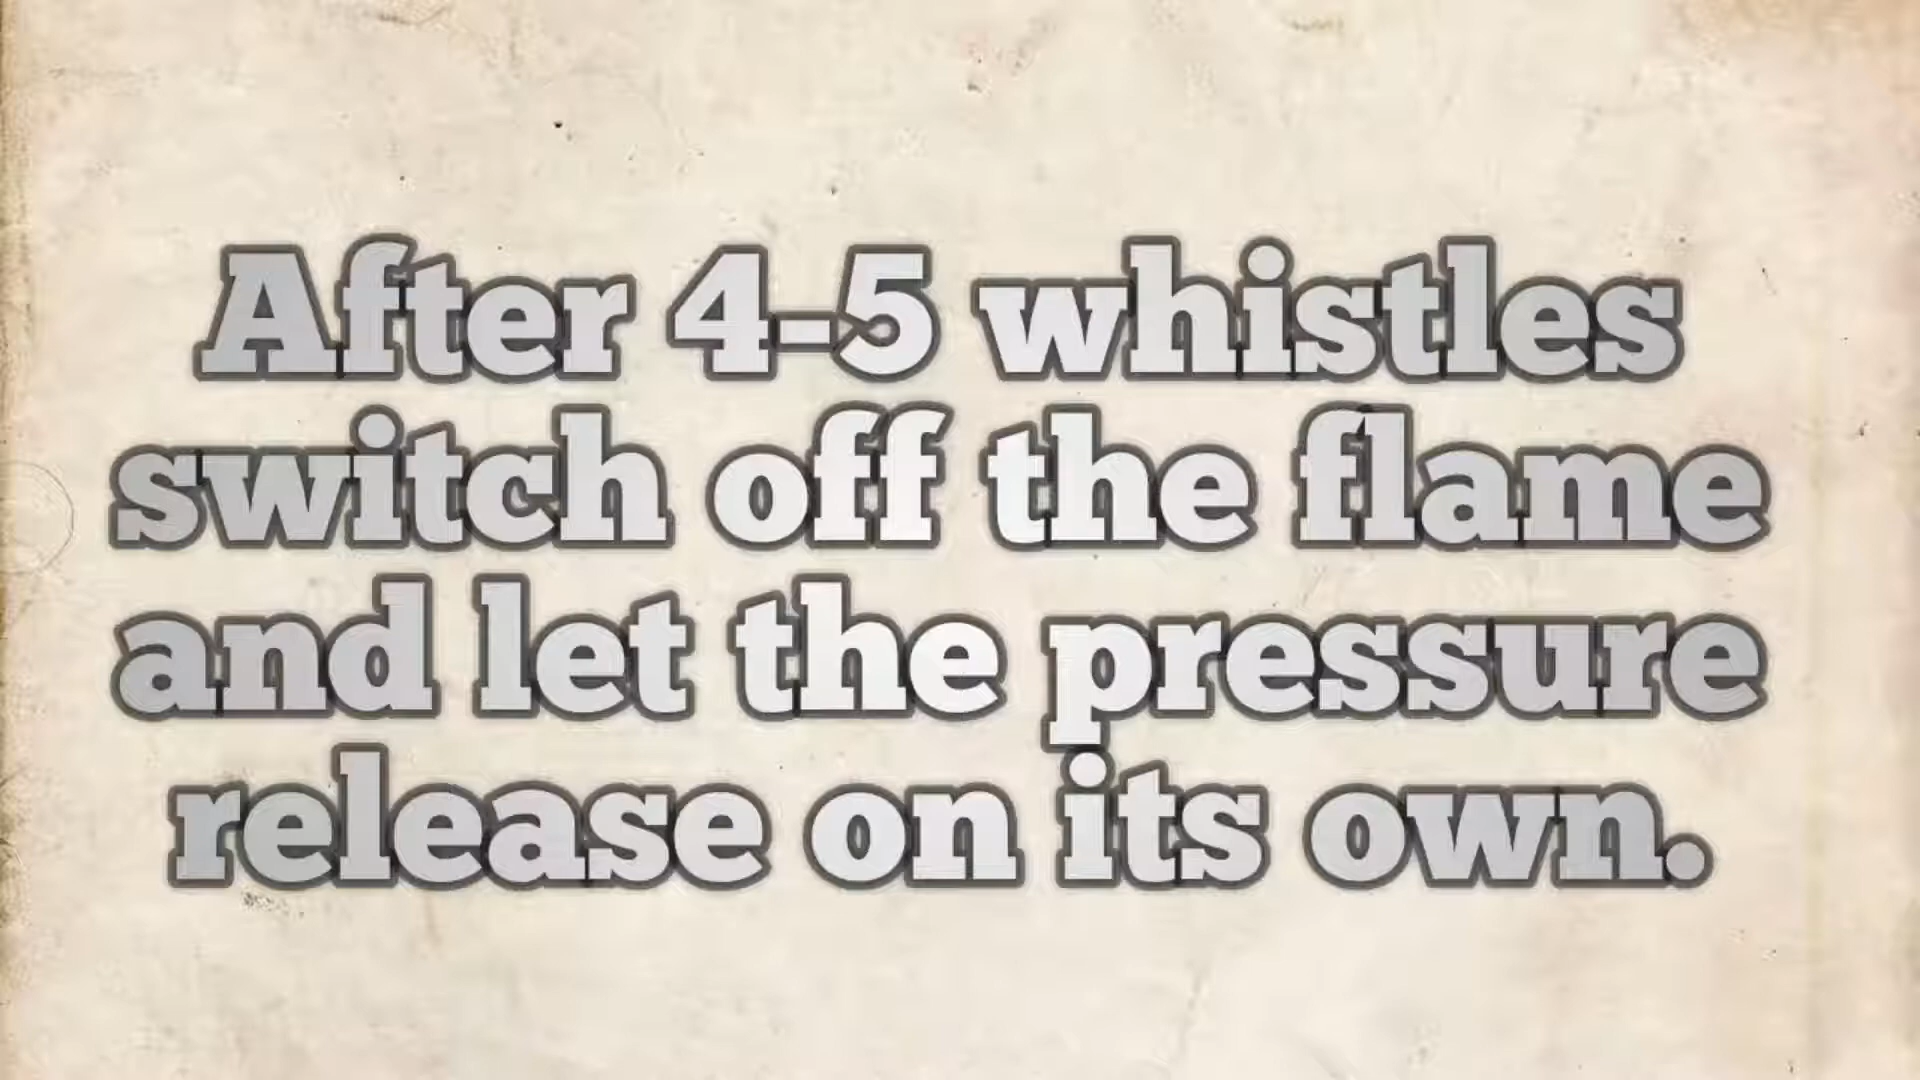 After 4-5 whistles
switch off the flame
and let the pressure
release on its own.